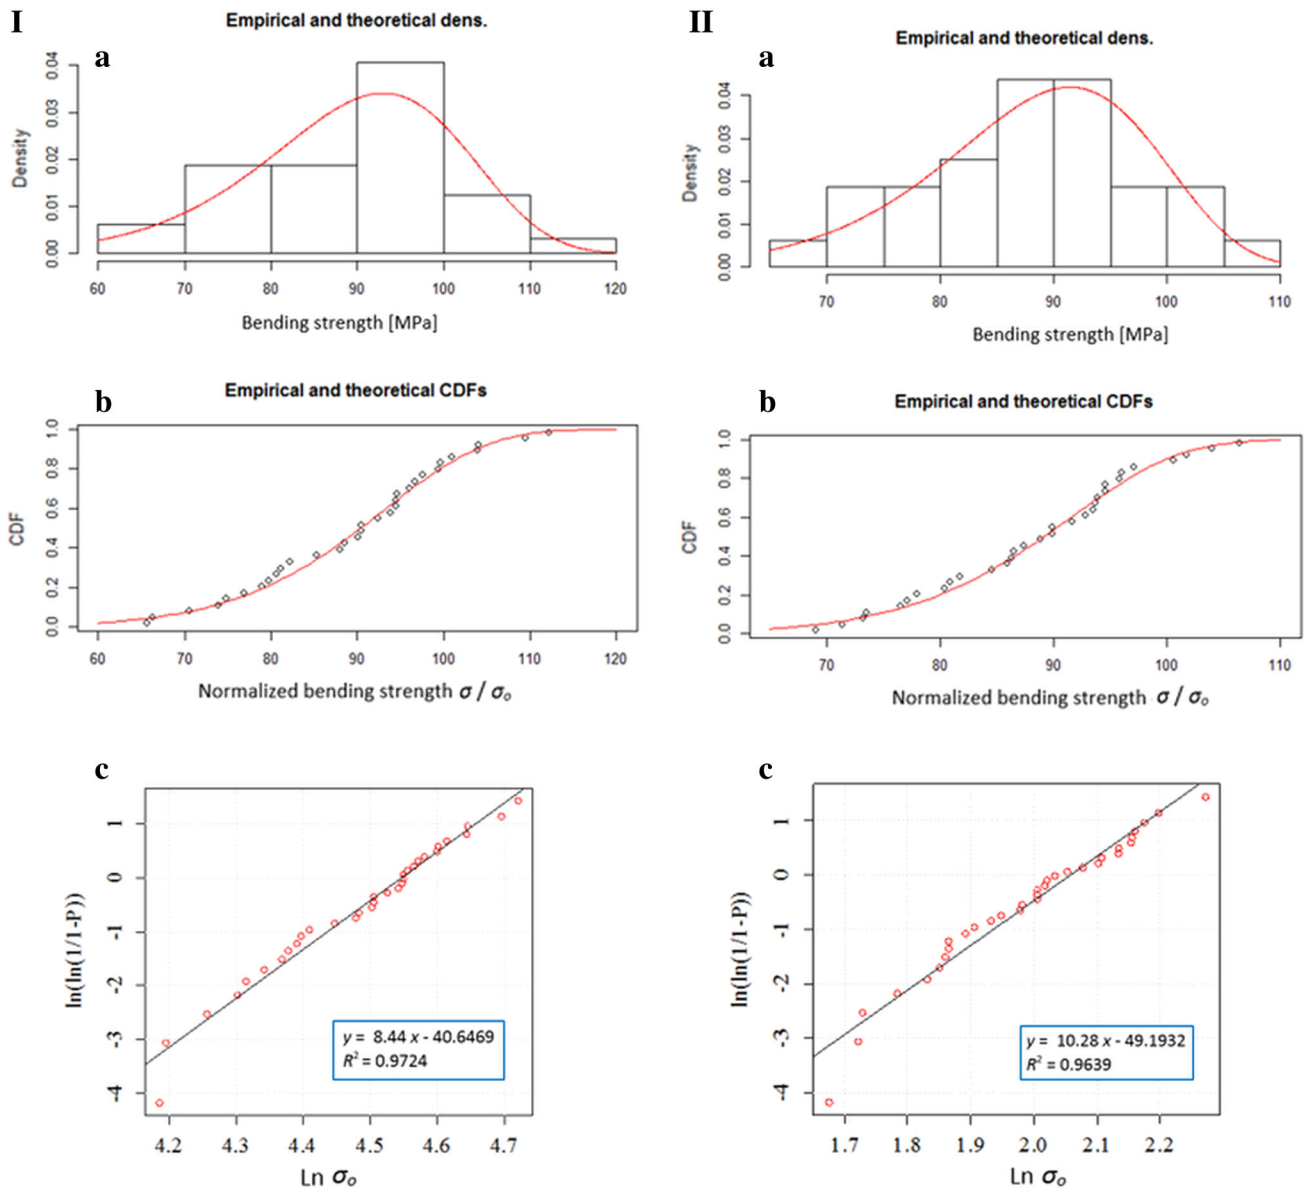 I
Empirical and theoretical dens.
a
Density
0.00 0.01 0.02 0.03 0.04
60 70 80 90 100 110 120
Bending strength [MPa]
b
Empirical and theoretical CDFs
CDF
0.0 0.2 0.4 0.6 0.8 1.0
60 70 80 90 100 110 120
Normalized bending strength σ / σₒ
c
ln(ln(1/1-P))
1
0
-1
-2
-3
-4
y = 8.44 x - 40.6469
R² = 0.9724
4.2 4.3 4.4 4.5 4.6 4.7
Ln σₒ
II
Empirical and theoretical dens.
a
Density
0.00 0.01 0.02 0.03 0.04
70 80 90 100 110
Bending strength [MPa]
b
Empirical and theoretical CDFs
CDF
0.0 0.2 0.4 0.6 0.8 1.0
70 80 90 100 110
Normalized bending strength σ / σₒ
c
ln(ln(1/1-P))
1
0
-1
-2
-3
-4
y = 10.28 x - 49.1932
R² = 0.9639
1.7 1.8 1.9 2.0 2.1 2.2
Ln σₒ